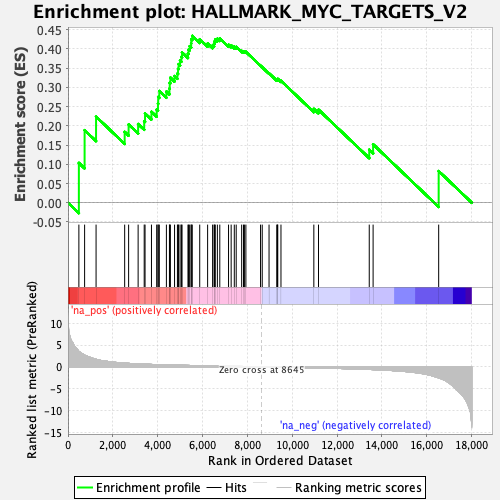 Enrichment plot: HALLMARK_MYC_TARGETS_V2
Enrichment score (ES)
0.45
0.40
0.35
0.30
0.25
0.20
0.15
0.10
0.05
0.00
-0.05
'na_pos' (positively correlated)
Ranked list metric (PreRanked)
10
5
0
-5
-10
-15
Zero cross at 8645
'na_neg' (negatively correlated)
0 2,000 4,000 6,000 8,000 10,000 12,000 14,000 16,000 18,000
Rank in Ordered Dataset
Enrichment profile Hits Ranking metric scores